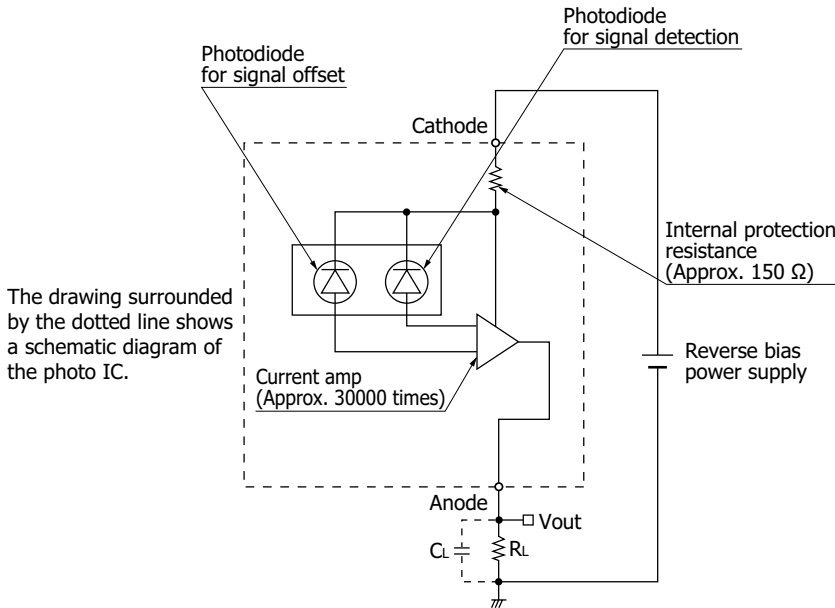 Photodiode
for signal detection
Photodiode
for signal offset
Cathode
Internal protection
resistance
(Approx. 150 Ω)
The drawing surrounded
by the dotted line shows
a schematic diagram of
the photo IC.
Reverse bias
power supply
Current amp
(Approx. 30000 times)
Anode
Vout
CL
RL